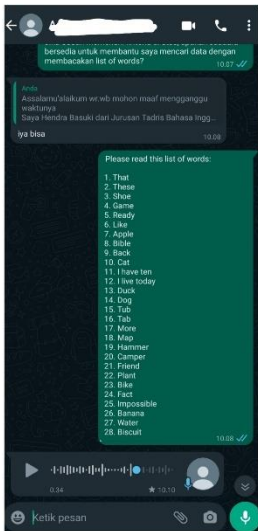 A
bersedia untuk membantu saya mencari data dengan
membacakan list of words?
10.07
Anda
Assalamu'alaikum wr.wb mohon maaf mengganggu
waktunya
Saya Hendra Basuki dari Jurusan Tadris Bahasa Ingg...
iya bisa
10.08
Please read this list of words:
1. That
2. These
3. Shoe
4. Game
5. Ready
6. Like
7. Apple
8. Bible
9. Back
10. Cat
11. I have ten
12. I live today
13. Duck
14. Dog
15. Tub
16. Tab
17. More
18. Map
19. Hammer
20. Camper
21. Friend
22. Plant
23. Bike
24. Fact
25. Impossible
26. Banana
27. Water
28. Biscuit
10.08
0.34
10.10
Ketik pesan